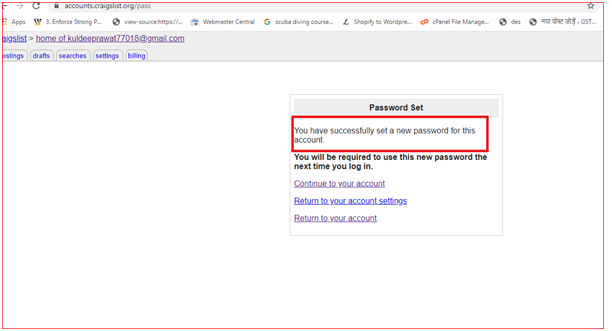 accounts.craigslist.org/pass
Apps 3. Enforce Strong P... view-source:https://... Webmaster Central scuba diving course... Shopify to Wordpre... cPanel File Manage... des नया पोस्ट जोड़ें ‹ GST...
aigslist > home of kuldeeprawat77018@gmail.com
ostings drafts searches settings billing
Password Set
You have successfully set a new password for this
account.
You will be required to use this new password the
next time you log in.
Continue to your account
Return to your account settings
Return to your account